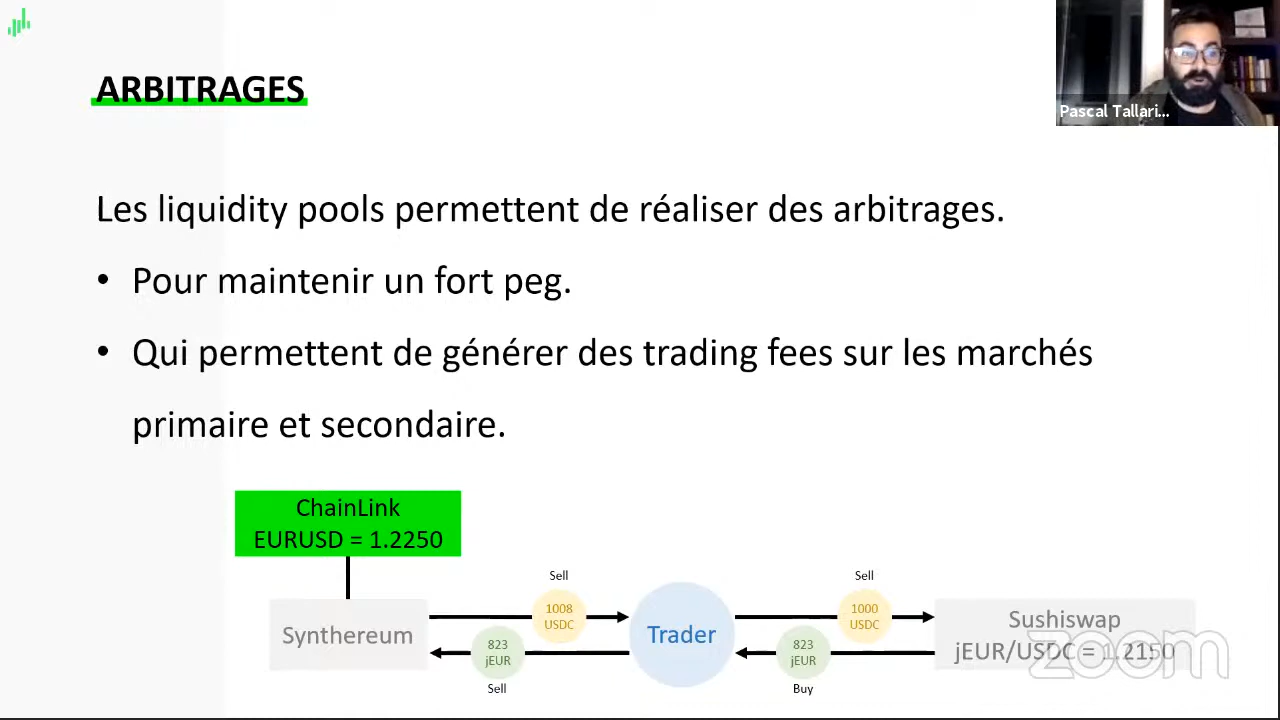 ARBITRAGES
Pascal Tallari...
Les liquidity pools permettent de réaliser des arbitrages.
• Pour maintenir un fort peg.
• Qui permettent de générer des trading fees sur les marchés
primaire et secondaire.
ChainLink
EURUSD = 1.2250
Synthereum
Sell
1008
USDC
823
jEUR
Sell
Trader
Sell
1000
USDC
823
jEUR
Buy
Sushiswap
jEUR/USDC = 1.2150
zoom